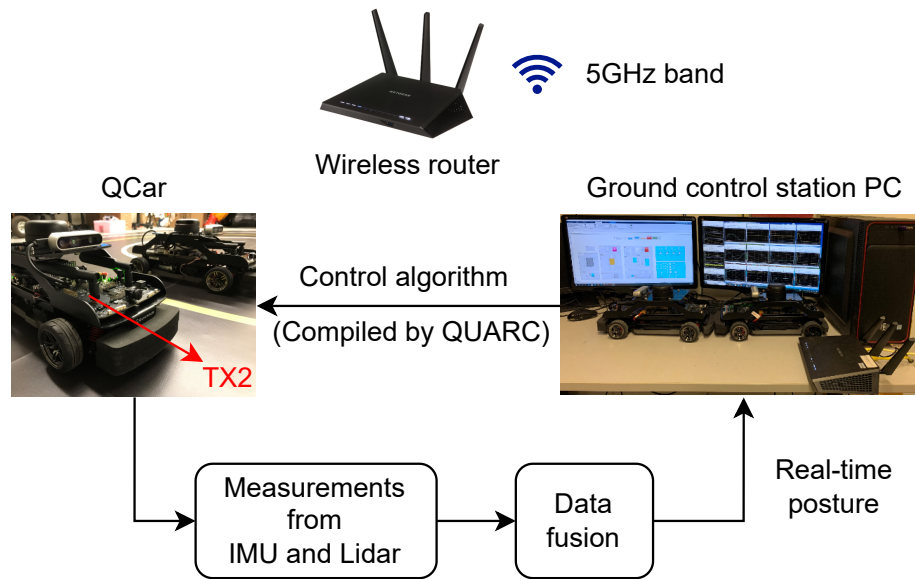 5GHz band
Wireless router
QCar
Ground control station PC
Control algorithm
(Compiled by QUARC)
TX2
Measurements
from
IMU and Lidar
Data
fusion
Real-time
posture